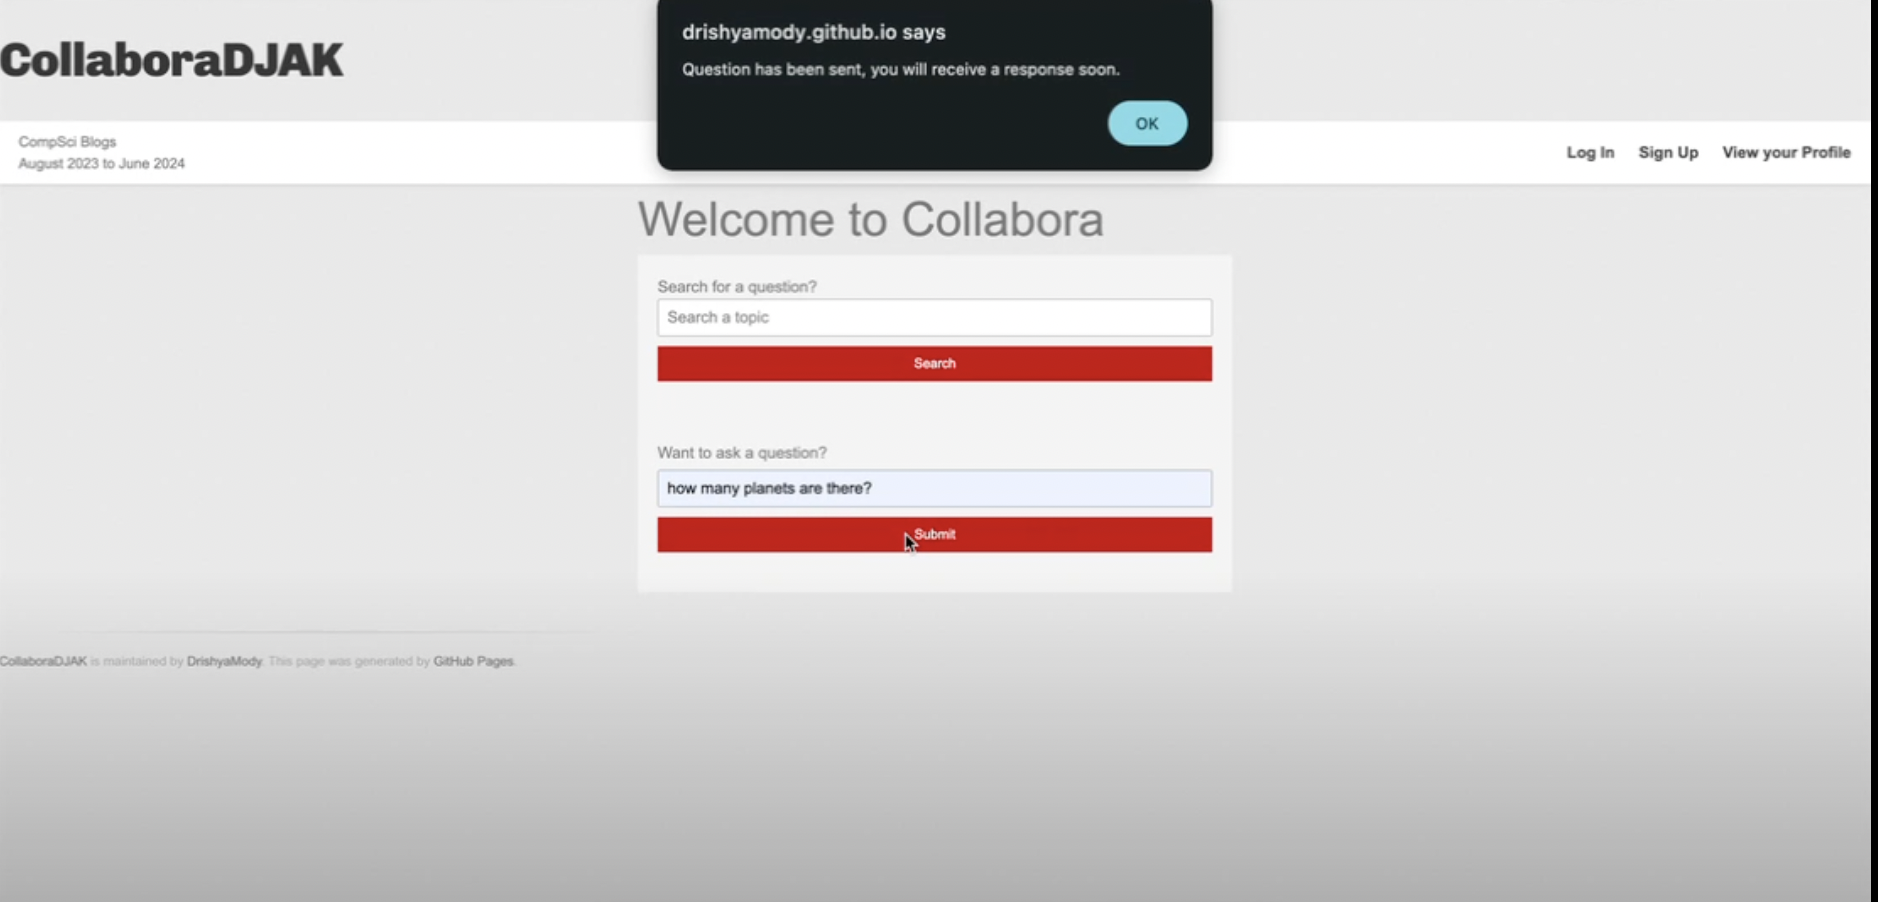 drishyamody.github.io says
Question has been sent, you will receive a response soon.
OK
CollaboraDJAK
CompSci Blogs
August 2023 to June 2024
Log In
Sign Up
View your Profile
Welcome to Collabora
Search for a question?
Search a topic
Search
Want to ask a question?
how many planets are there?
Submit
CollaboraDJAK is maintained by DrishyaMody. This page was generated by GitHub Pages.